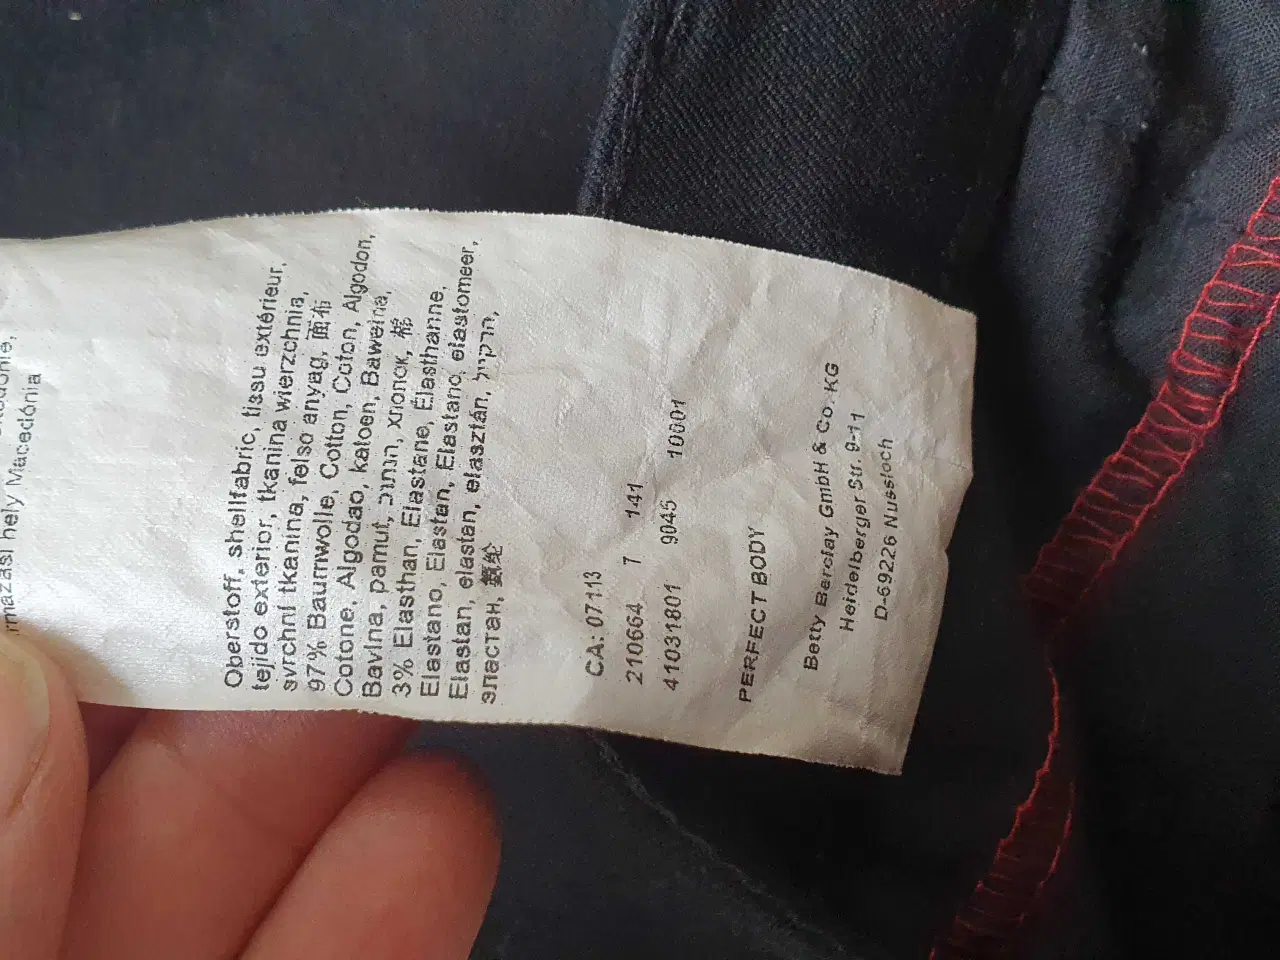 hely Macedónia
Oberstoff, shellfabric, tissu extérieur,
tejido exterior, tkanina wierzchnia,
svrchní tkanina, felso anyag, 面布
97% Baumwolle, Cotton, Coton, Algodon,
Cotone, Algodao, katoen, Bawelna,
Bavlna, pamut, כותנה, хлопок, 棉
3% Elasthan, Elastane, Elasthanne,
Elastano, Elastan, Elastano, elastomeer,
Elastan, elastan, elasztán,
эластан, 氨纶
CA: 07113
210664 7 141
41031801 9045 10001
PERFECT BODY
Betty Barclay GmbH & Co. KG
Heidelberger Str. 9-11
D-69226 Nussloch